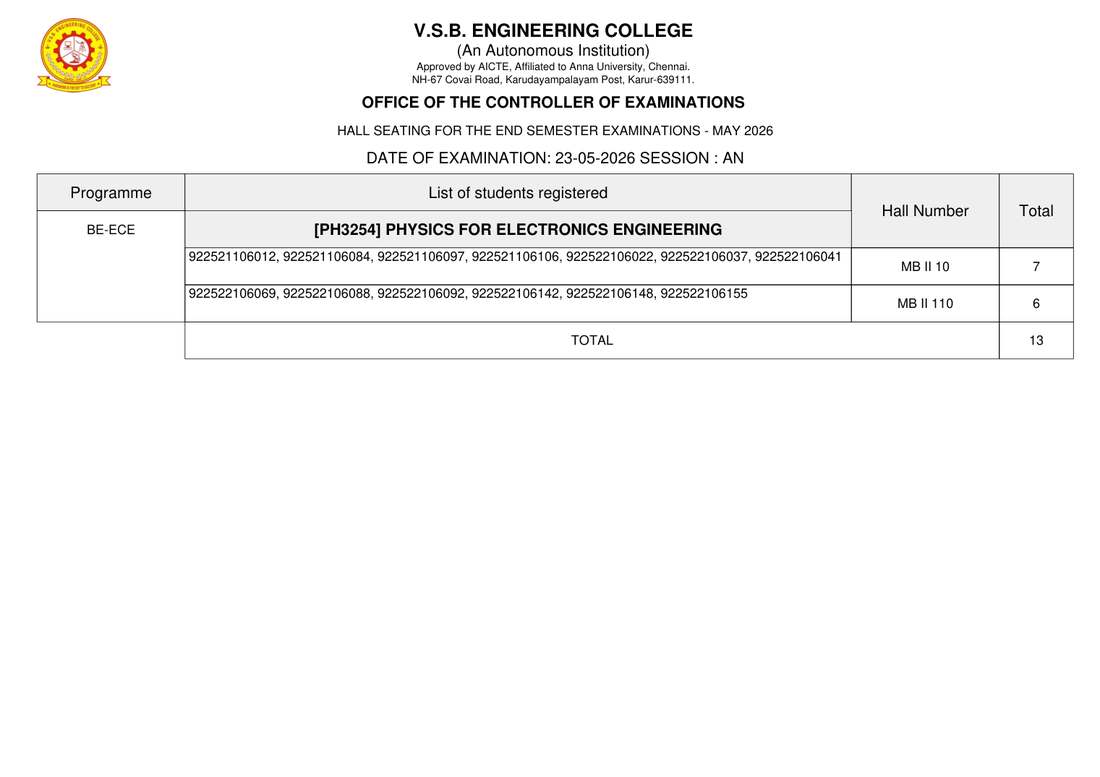 V.S.B. ENGINEERING COLLEGE
(An Autonomous Institution)
Approved by AICTE, Affiliated to Anna University, Chennai.
NH-67 Covai Road, Karudayampalayam Post, Karur-639111.
OFFICE OF THE CONTROLLER OF EXAMINATIONS
HALL SEATING FOR THE END SEMESTER EXAMINATIONS - MAY 2026
DATE OF EXAMINATION: 23-05-2026 SESSION : AN
Programme List of students registered Hall Number Total
BE-ECE [PH3254] PHYSICS FOR ELECTRONICS ENGINEERING
922521106012, 922521106084, 922521106097, 922521106106, 922522106022, 922522106037, 922522106041 MB II 10 7
922522106069, 922522106088, 922522106092, 922522106142, 922522106148, 922522106155 MB II 110 6
TOTAL 13